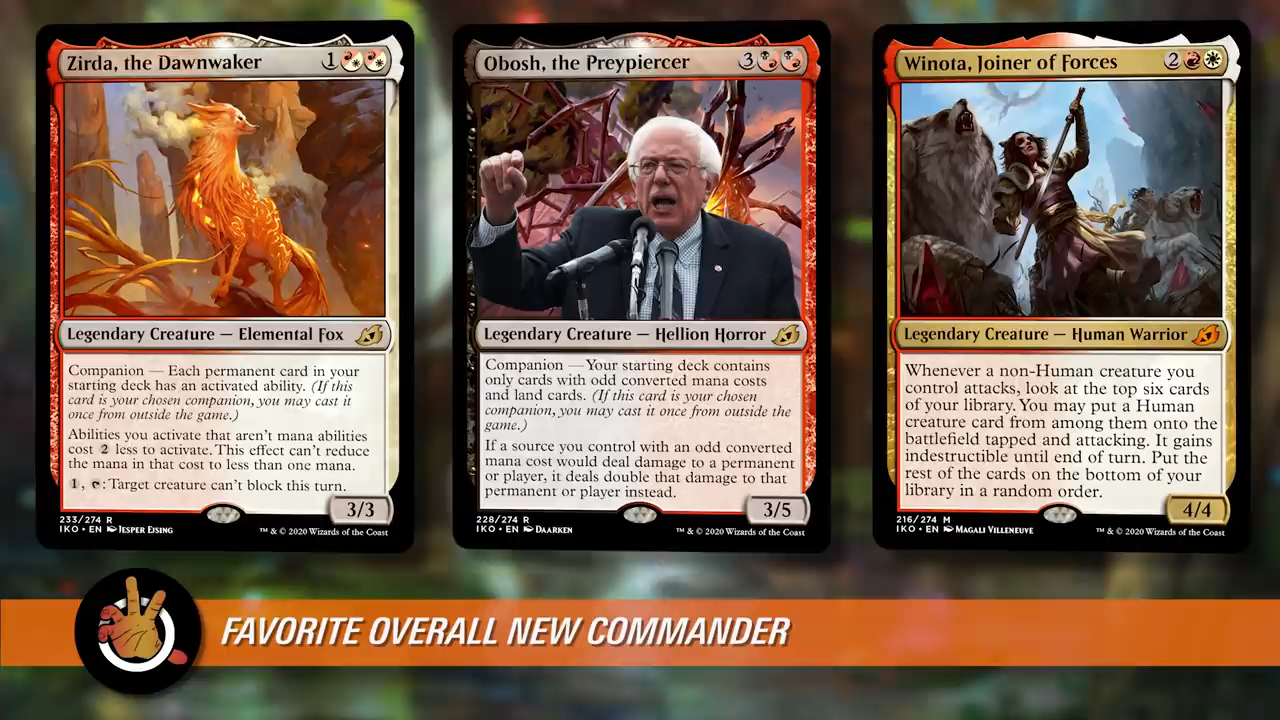 Zirda, the Dawnwaker 1
Legendary Creature — Elemental Fox
Companion — Each permanent card in your
starting deck has an activated ability. (If this
card is your chosen companion, you may cast it
once from outside the game.)
Abilities you activate that aren't mana abilities
cost 2 less to activate. This effect can't reduce
the mana in that cost to less than one mana.
1, : Target creature can't block this turn.
3/3
233/274 R
IKO • EN JESPER EJSING
™ & © 2020 Wizards of the Coast
Obosh, the Preypiercer 3
Legendary Creature — Hellion Horror
Companion — Your starting deck contains
only cards with odd converted mana costs
and land cards. (If this card is your chosen
companion, you may cast it once from outside the
game.)
If a source you control with an odd converted
mana cost would deal damage to a permanent
or player, it deals double that damage to that
permanent or player instead.
3/5
228/274 R
IKO • EN DAARKEN
™ & © 2020 Wizards of the Coast
Winota, Joiner of Forces 2
Legendary Creature — Human Warrior
Whenever a non-Human creature you
control attacks, look at the top six cards
of your library. You may put a Human
creature card from among them onto the
battlefield tapped and attacking. It gains
indestructible until end of turn. Put the
rest of the cards on the bottom of your
library in a random order.
4/4
216/274 M
IKO • EN MAGALI VILLENEUVE
™ & © 2020 Wizards of the Coast
FAVORITE OVERALL NEW COMMANDER